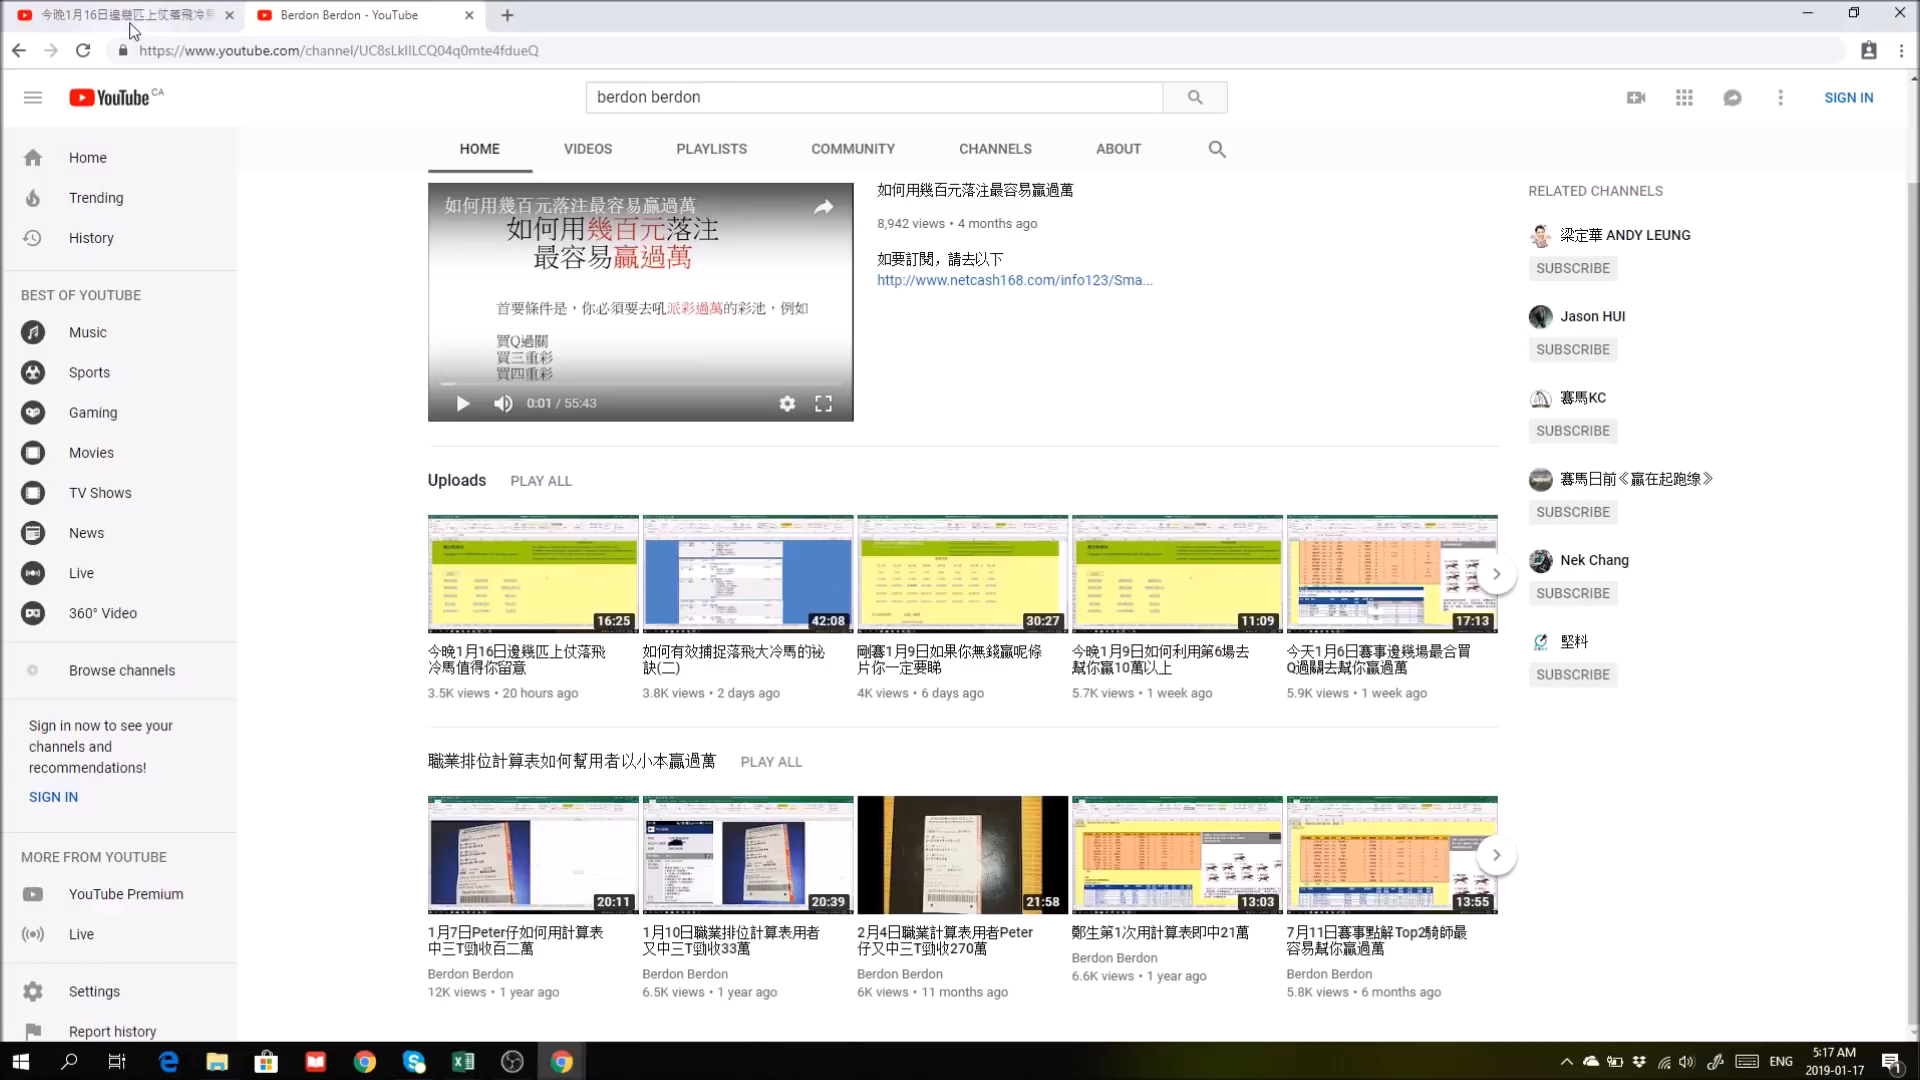 今晚1月16日邊幾匹上仗落飛冷馬
Berdon Berdon - YouTube
https://www.youtube.com/channel/UC8sLkIILCQ04q0mte4fdueQ
YouTube CA
berdon berdon
SIGN IN
HOME
VIDEOS
PLAYLISTS
COMMUNITY
CHANNELS
ABOUT
Home
Trending
History
BEST OF YOUTUBE
Music
Sports
Gaming
Movies
TV Shows
News
Live
360° Video
Browse channels
Sign in now to see your
channels and
recommendations!
SIGN IN
MORE FROM YOUTUBE
YouTube Premium
Live
Settings
Report history
如何用幾百元落注最容易贏過萬
如何用幾百元落注
最容易贏過萬
首要條件是，你必須要去吼派彩過萬的彩池，例如
買Q過關
買三重彩
買四重彩
0:01 / 55:43
如何用幾百元落注最容易贏過萬
8,942 views • 4 months ago
如要訂閱，請去以下
http://www.netcash168.com/info123/Sma...
Uploads
PLAY ALL
16:25
今晚1月16日邊幾匹上仗落飛
冷馬值得你留意
3.5K views • 20 hours ago
42:08
如何有效捕捉落飛大冷馬的祕
訣(二)
3.8K views • 2 days ago
30:27
剛賽1月9日如果你無錢贏呢條
片你一定要睇
4K views • 6 days ago
11:09
今晚1月9日如何利用第6場去
幫你贏10萬以上
5.7K views • 1 week ago
17:13
今天1月6日賽事邊幾場最合買
Q過關去幫你贏過萬
5.9K views • 1 week ago
職業排位計算表如何幫用者以小本贏過萬
PLAY ALL
20:11
1月7日Peter仔如何用計算表
中三T勁收百二萬
Berdon Berdon
12K views • 1 year ago
20:39
1月10日職業排位計算表用者
又中三T勁收33萬
Berdon Berdon
6.5K views • 1 year ago
21:58
2月4日職業計算表用者Peter
仔又中三T勁收270萬
Berdon Berdon
6K views • 11 months ago
13:03
鄭生第1次用計算表即中21萬
Berdon Berdon
6.6K views • 1 year ago
13:55
7月11日賽事點解Top2騎師最
容易幫你贏過萬
Berdon Berdon
5.8K views • 6 months ago
RELATED CHANNELS
梁定華 ANDY LEUNG
SUBSCRIBE
Jason HUI
SUBSCRIBE
賽馬KC
SUBSCRIBE
賽馬日前《贏在起跑缐》
SUBSCRIBE
Nek Chang
SUBSCRIBE
堅料
SUBSCRIBE
ENG
5:17 AM
2019-01-17
1